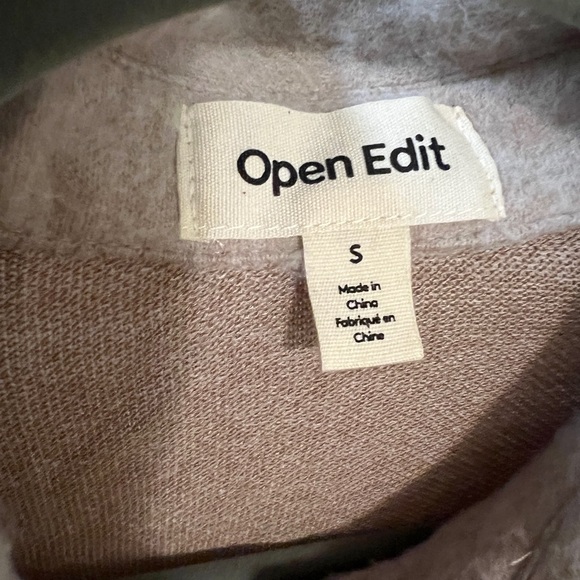 Open Edit
S
Made in
China
Fabriqué en
Chine